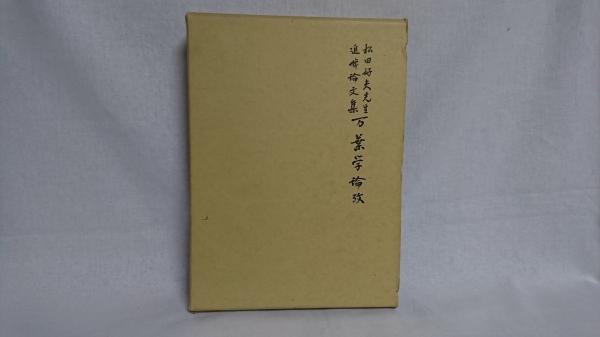 松田好夫先生
追悼論文集
万葉学論攷